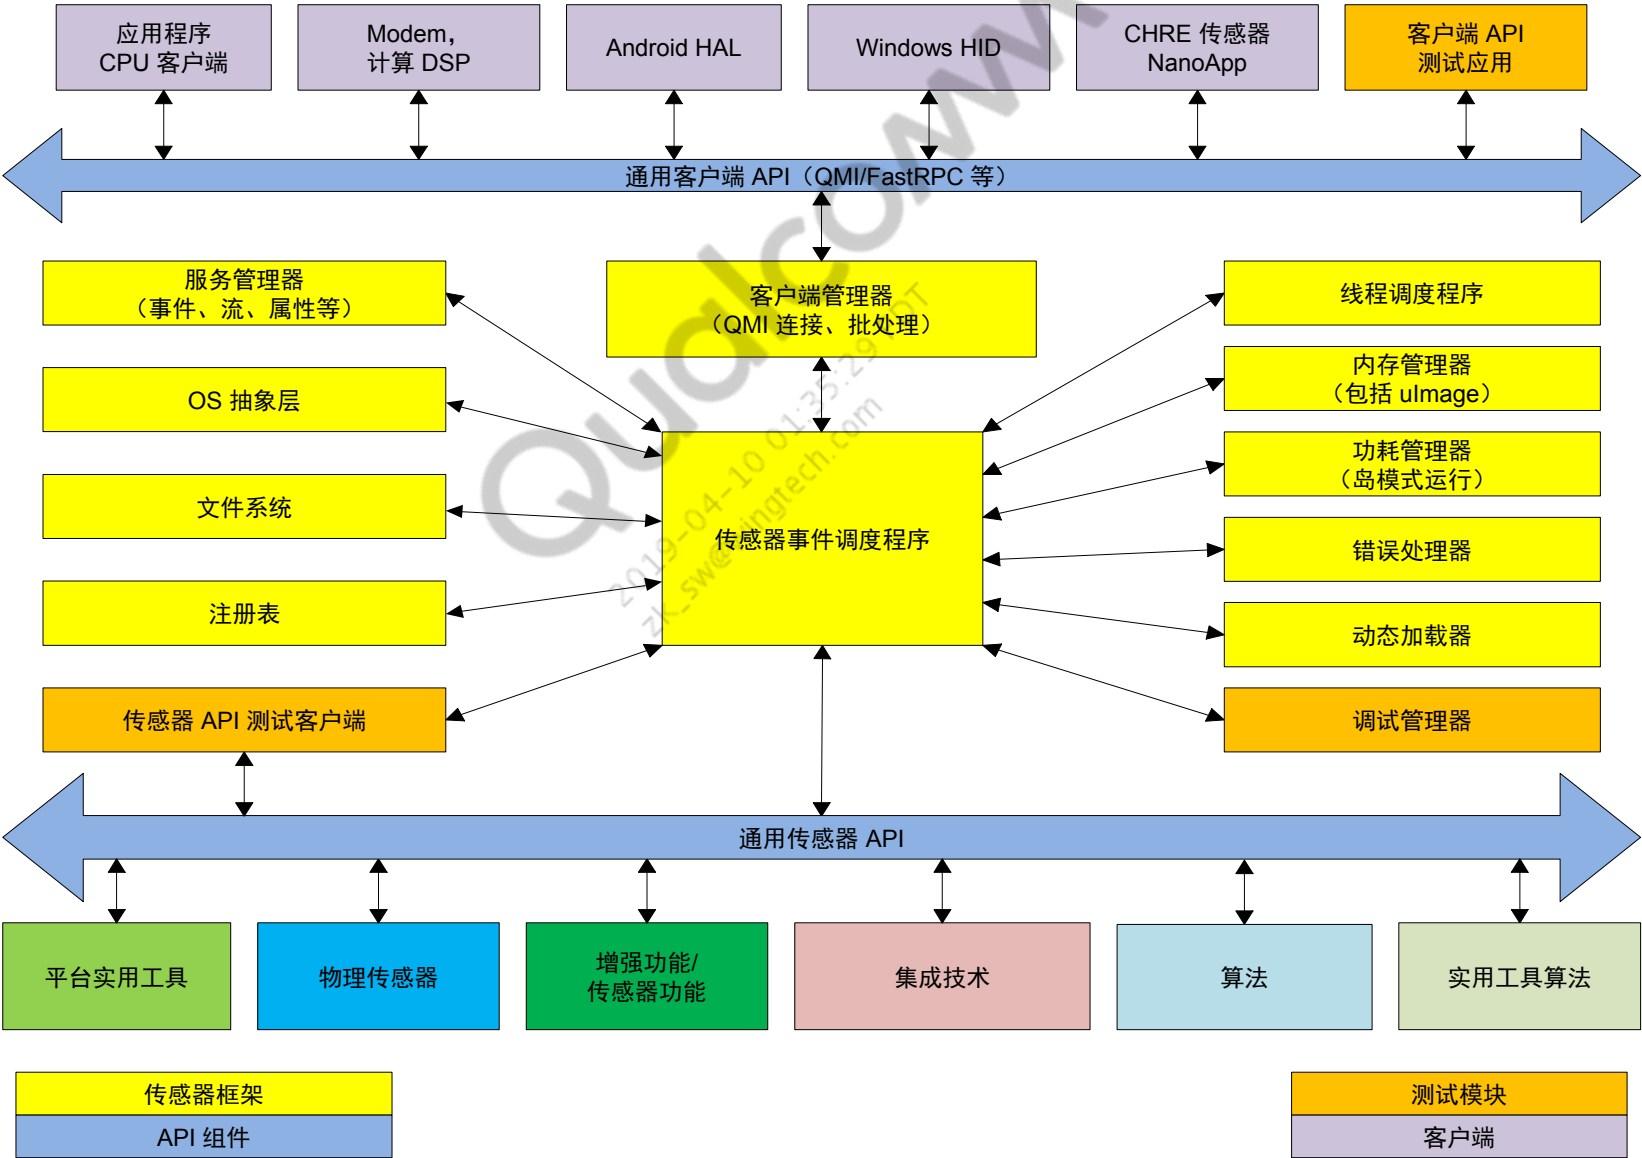 应用程序
CPU 客户端
Modem，
计算 DSP
Android HAL
Windows HID
CHRE 传感器
NanoApp
客户端 API
测试应用
通用客户端 API（QMI/FastRPC 等）
服务管理器
（事件、流、属性等）
客户端管理器
（QMI 连接、批处理）
线程调度程序
OS 抽象层
内存管理器
（包括 uImage）
功耗管理器
（岛模式运行）
文件系统
传感器事件调度程序
错误处理器
注册表
动态加载器
传感器 API 测试客户端
调试管理器
通用传感器 API
平台实用工具
物理传感器
增强功能/
传感器功能
集成技术
算法
实用工具算法
传感器框架
API 组件
测试模块
客户端
Qualcomm
2019-04-10 01:35:29 PDT